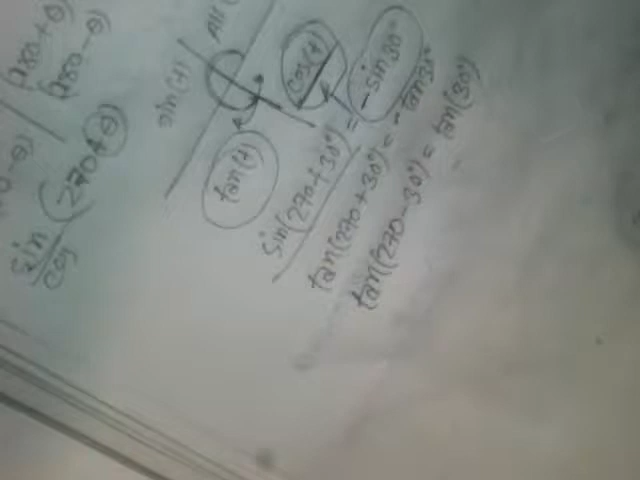 (180+θ)
(180-θ)
sin
cos
(270+θ)
sin(+)
All
tan(+)
cos(+)
sin(270+30°) = -sin30°
tan(270+30°) = -tan30°
tan(270-30°) = tan(30°)